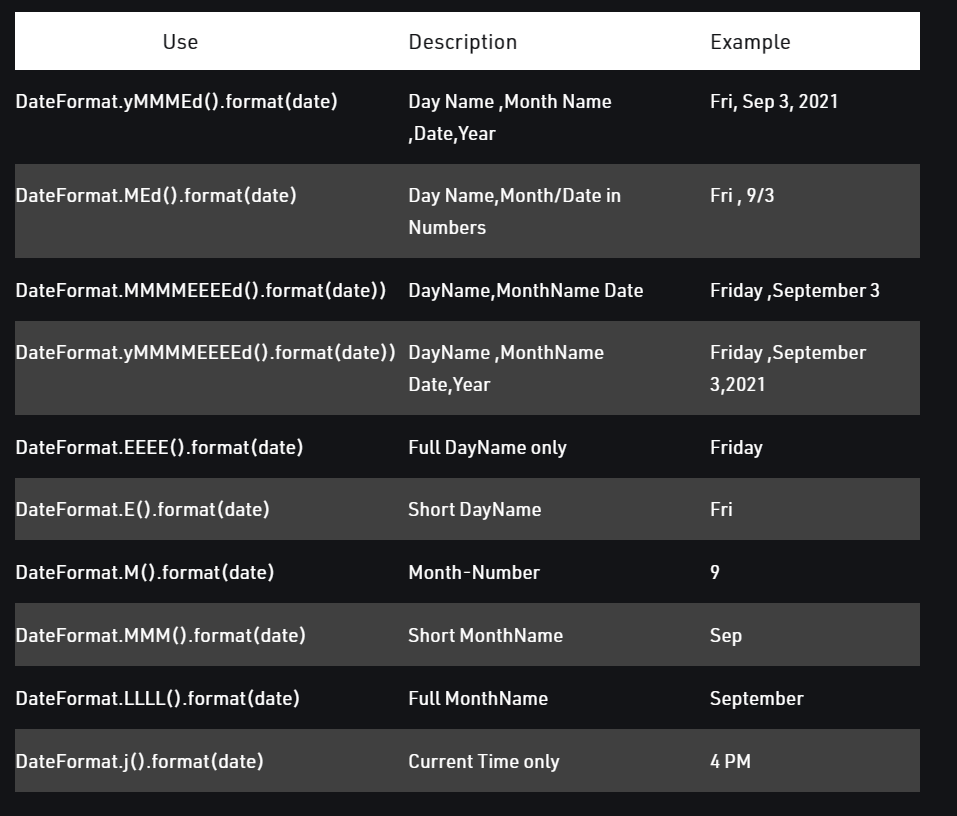 Use Description Example
DateFormat.yMMMEd().format(date) Day Name ,Month Name Fri, Sep 3, 2021
,Date,Year
DateFormat.MEd().format(date) Day Name,Month/Date in Fri , 9/3
Numbers
DateFormat.MMMMEEEEd().format(date)) DayName,MonthName Date Friday ,September 3
DateFormat.yMMMMEEEEd().format(date)) DayName ,MonthName Friday ,September
Date,Year 3,2021
DateFormat.EEEE().format(date) Full DayName only Friday
DateFormat.E().format(date) Short DayName Fri
DateFormat.M().format(date) Month-Number 9
DateFormat.MMM().format(date) Short MonthName Sep
DateFormat.LLLL().format(date) Full MonthName September
DateFormat.j().format(date) Current Time only 4 PM